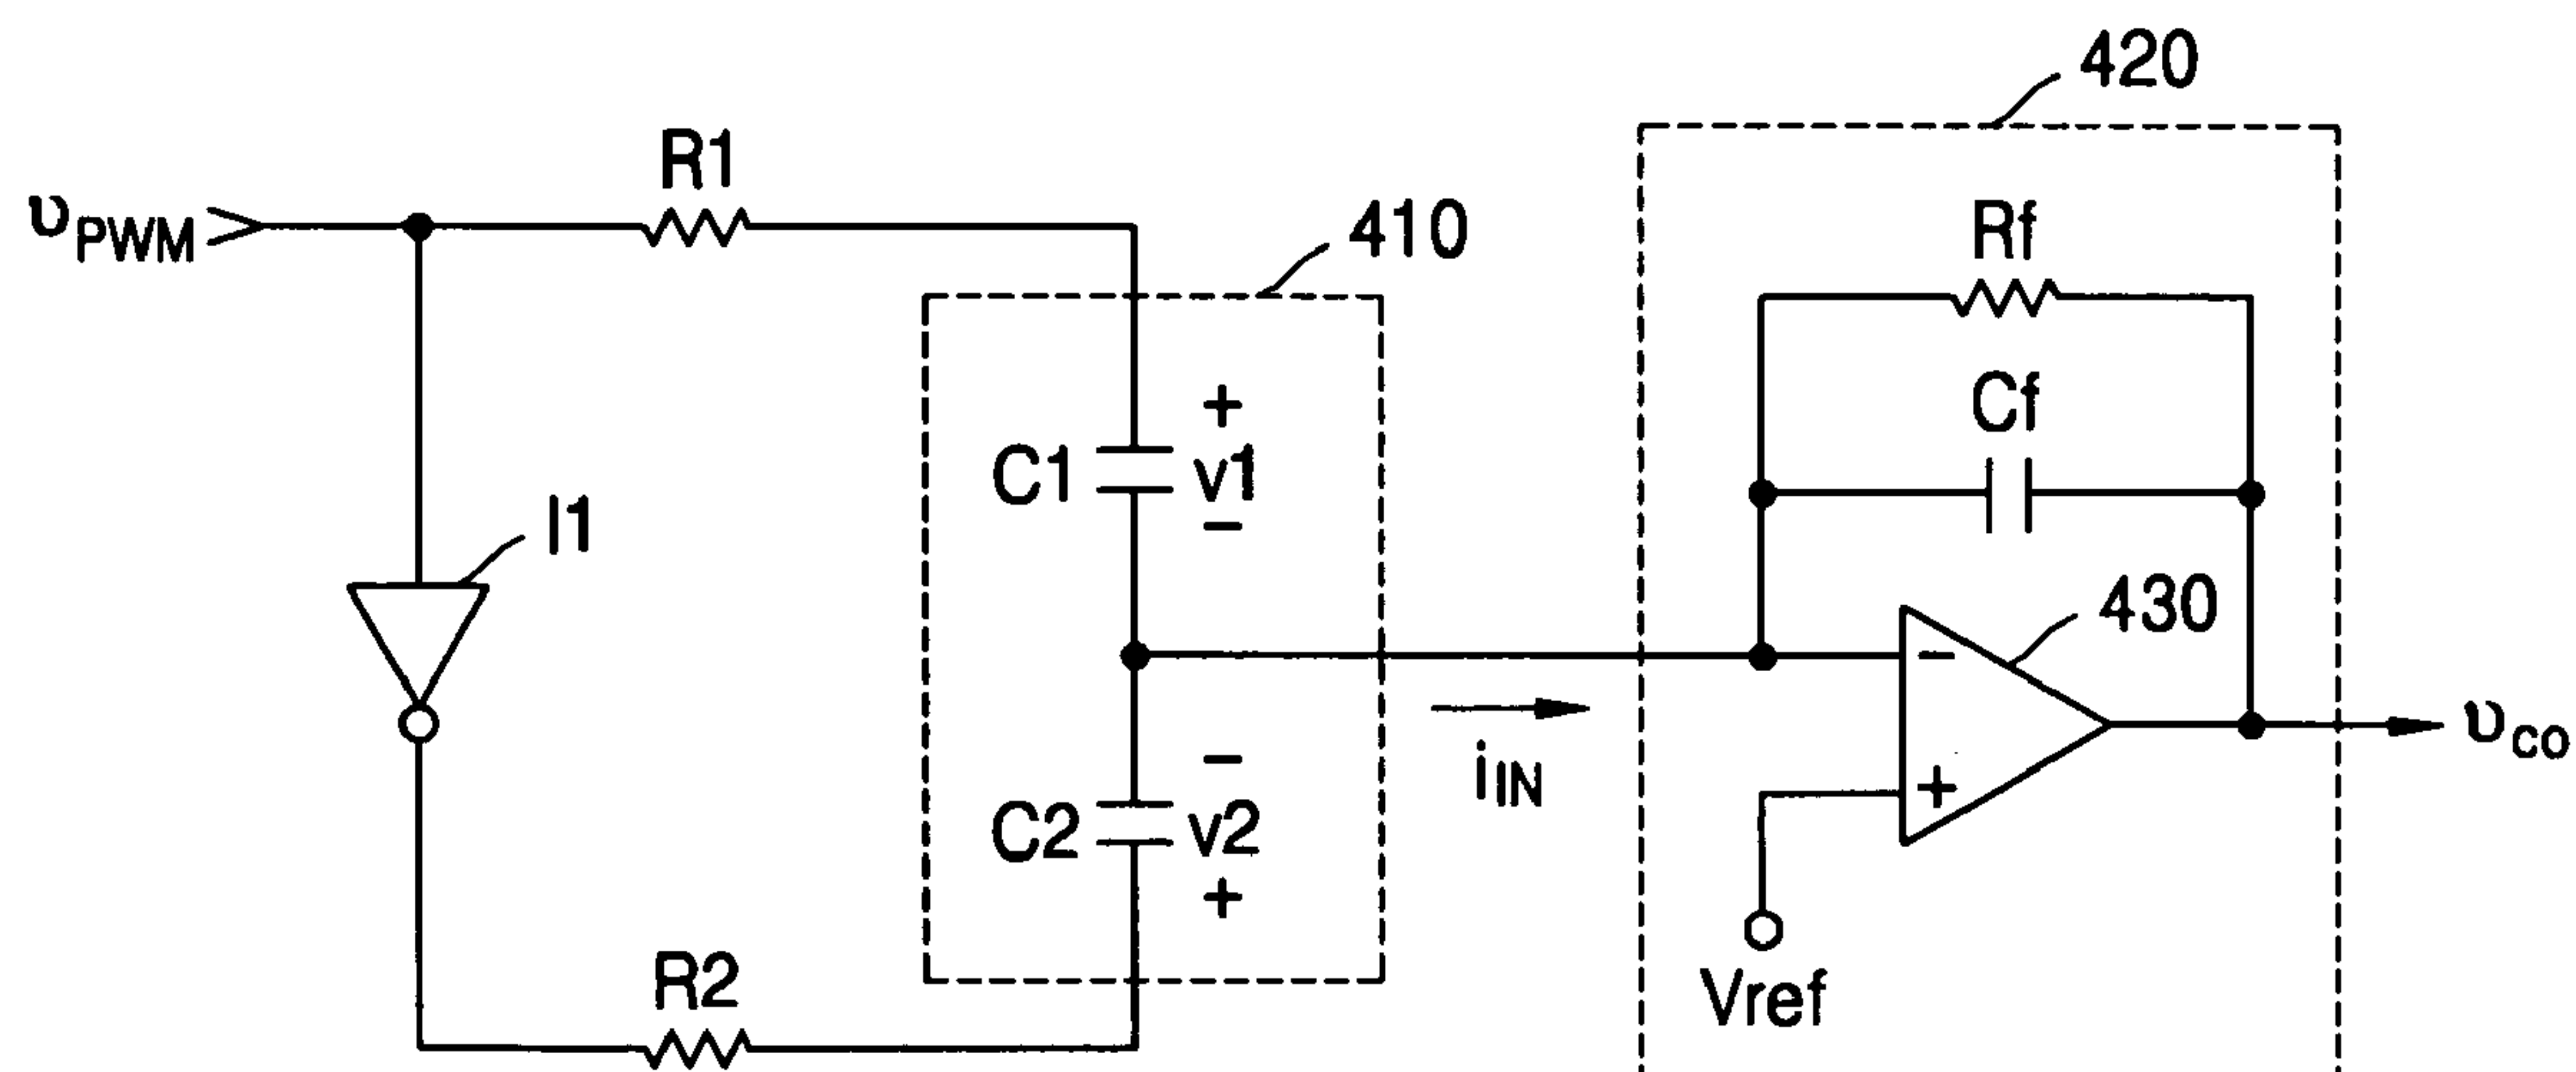 420
R1
υPWM
410
Rf
+
Cf
C1
v1
−
I1
430
−
−
υco
iIN
+
C2
v2
+
R2
Vref